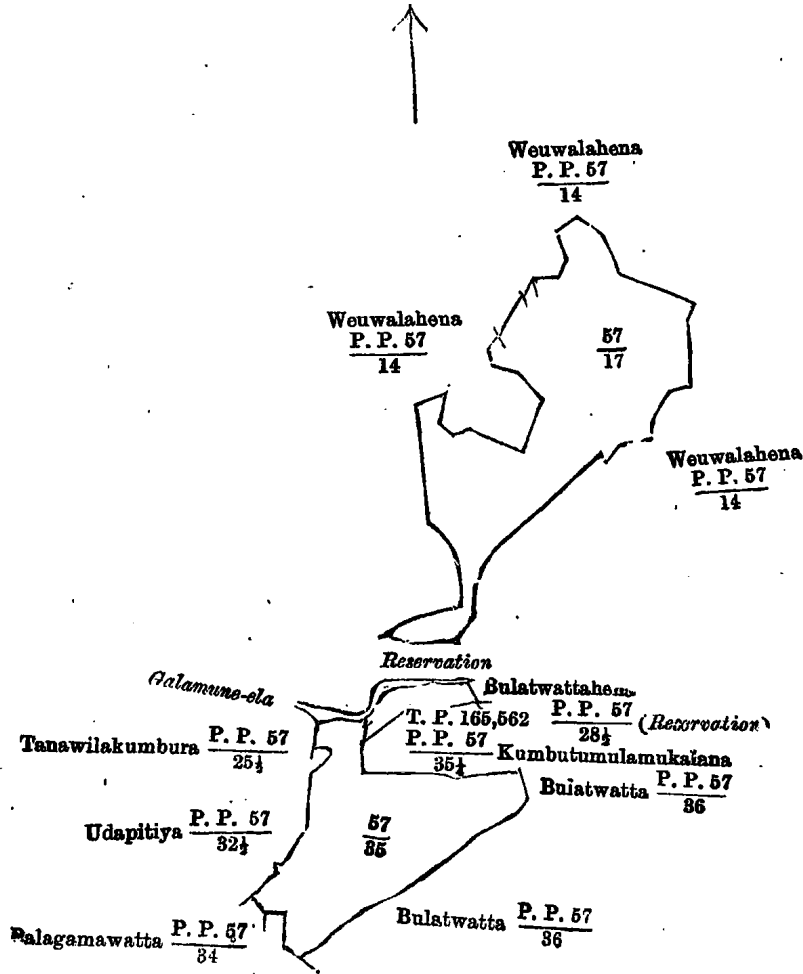 Weuwalahena
P. P. 57
14
Weuwalahena
P. P. 57
14
57
17
Weuwalahena
P. P. 57
14
Reservation
Galamune-ela
Bulatwattahena
T. P. 165,562 P. P. 57 (Reservation)
28½
Tanawilakumbura P. P. 57
25½
P. P. 57 Kumbutumulamukalana
35½
Bulatwatta P. P. 57
36
Udapitiya P. P. 57
32½
57
35
Bulatwatta P. P. 57
36
Palagamawatta P. P. 57
34